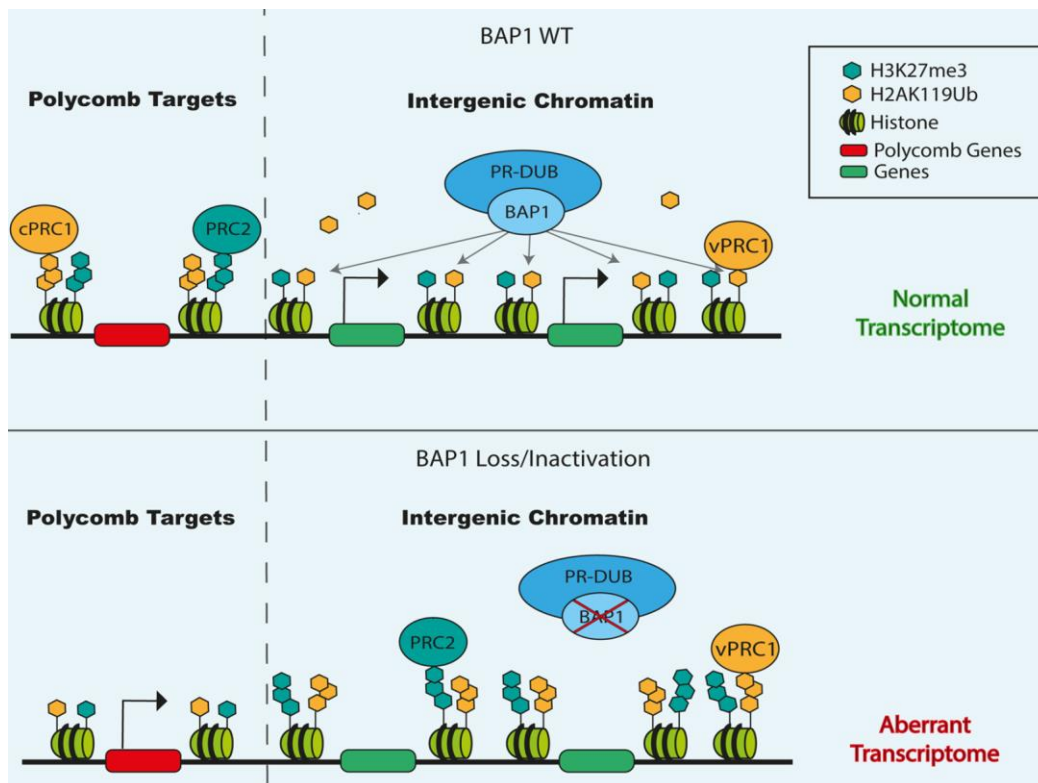 BAP1 WT
Polycomb Targets
Intergenic Chromatin
H3K27me3
H2AK119Ub
Histone
Polycomb Genes
Genes
PR-DUB
BAP1
cPRC1
PRC2
vPRC1
Normal
Transcriptome
BAP1 Loss/Inactivation
Polycomb Targets
Intergenic Chromatin
PR-DUB
BAP1
PRC2
vPRC1
Aberrant
Transcriptome